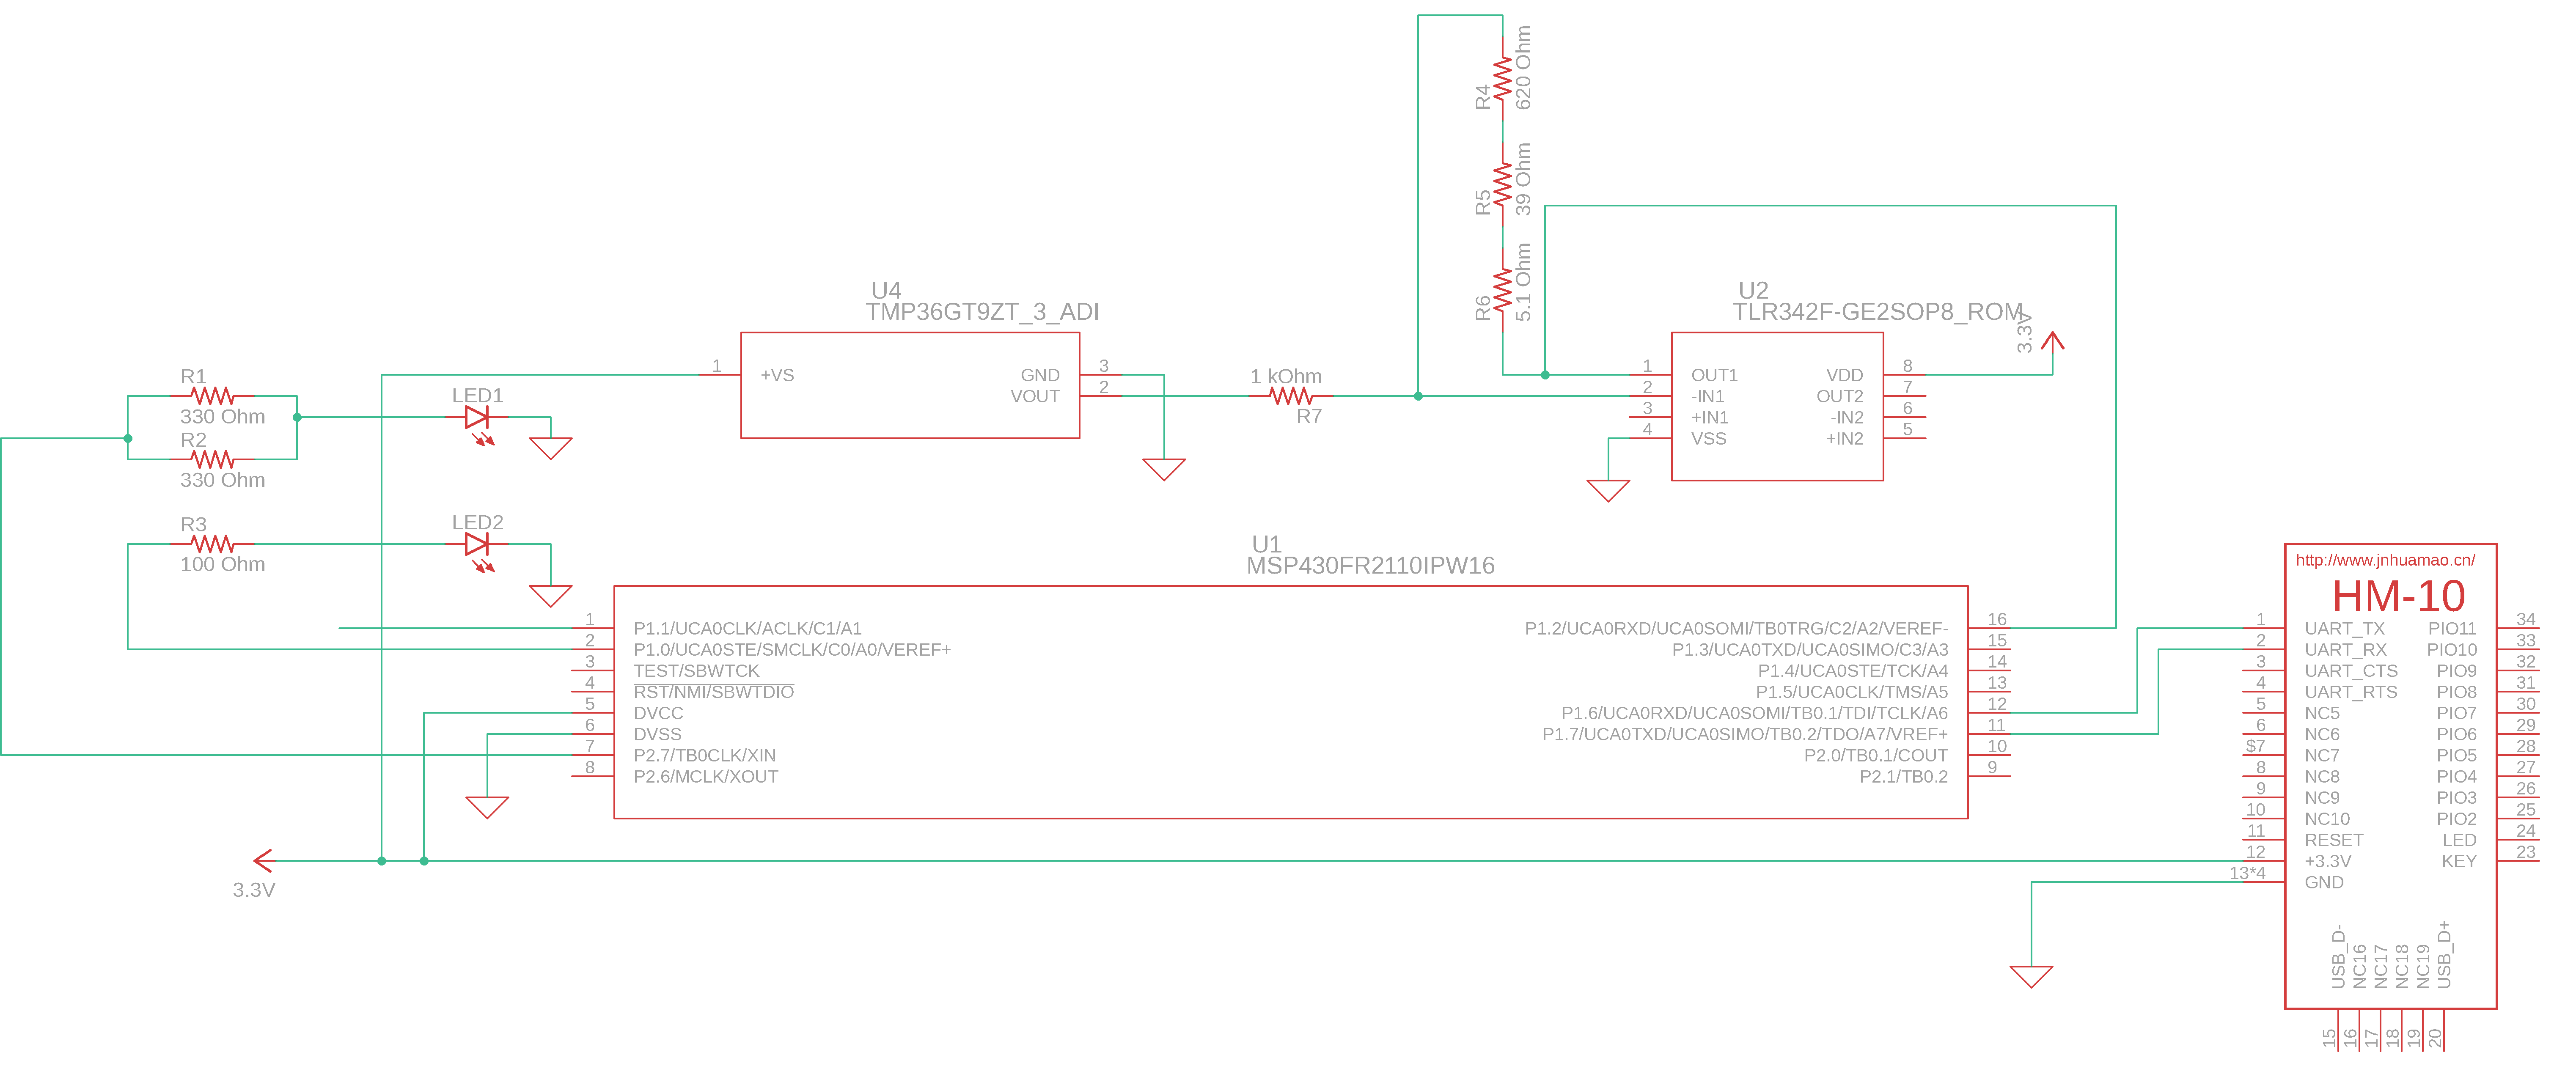 R4
620 Ohm
R5
39 Ohm
R6
5.1 Ohm
U4
TMP36GT9ZT_3_ADI
1
+VS
GND
3
VOUT
2
1 kOhm
R7
U2
TLR342F-GE2SOP8_ROM
3.3V
1
OUT1
VDD
8
2
-IN1
OUT2
7
3
+IN1
-IN2
6
4
VSS
+IN2
5
R1
330 Ohm
R2
330 Ohm
LED1
R3
100 Ohm
LED2
U1
MSP430FR2110IPW16
1
P1.1/UCA0CLK/ACLK/C1/A1
2
P1.0/UCA0STE/SMCLK/C0/A0/VEREF+
3
TEST/SBWTCK
4
RST/NMI/SBWTDIO
5
DVCC
6
DVSS
7
P2.7/TB0CLK/XIN
8
P2.6/MCLK/XOUT
P1.2/UCA0RXD/UCA0SOMI/TB0TRG/C2/A2/VEREF-
16
P1.3/UCA0TXD/UCA0SIMO/C3/A3
15
P1.4/UCA0STE/TCK/A4
14
P1.5/UCA0CLK/TMS/A5
13
P1.6/UCA0RXD/UCA0SOMI/TB0.1/TDI/TCLK/A6
12
P1.7/UCA0TXD/UCA0SIMO/TB0.2/TDO/A7/VREF+
11
P2.0/TB0.1/COUT
10
P2.1/TB0.2
9
3.3V
http://www.jnhuamao.cn/
HM-10
1
UART_TX
PIO11
34
2
UART_RX
PIO10
33
3
UART_CTS
PIO9
32
4
UART_RTS
PIO8
31
5
NC5
PIO7
30
6
NC6
PIO6
29
$7
NC7
PIO5
28
8
NC8
PIO4
27
9
NC9
PIO3
26
10
NC10
PIO2
25
11
RESET
LED
24
12
+3.3V
KEY
23
13*4
GND
USB_D-
NC16
NC17
NC18
NC19
USB_D+
15
16
17
18
19
20